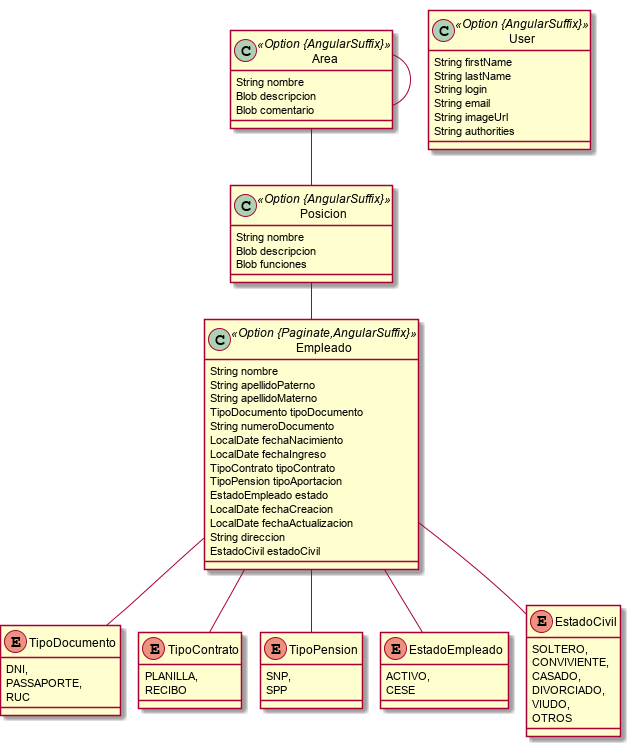 C
«Option {AngularSuffix}»
Area
String nombre
Blob descripcion
Blob comentario
C
«Option {AngularSuffix}»
User
String firstName
String lastName
String login
String email
String imageUrl
String authorities
C
«Option {AngularSuffix}»
Posicion
String nombre
Blob descripcion
Blob funciones
C
«Option {Paginate,AngularSuffix}»
Empleado
String nombre
String apellidoPaterno
String apellidoMaterno
TipoDocumento tipoDocumento
String numeroDocumento
LocalDate fechaNacimiento
LocalDate fechaIngreso
TipoContrato tipoContrato
TipoPension tipoAportacion
EstadoEmpleado estado
LocalDate fechaCreacion
LocalDate fechaActualizacion
String direccion
EstadoCivil estadoCivil
E TipoDocumento
DNI,
PASSAPORTE,
RUC
E TipoContrato
PLANILLA,
RECIBO
E TipoPension
SNP,
SPP
E EstadoEmpleado
ACTIVO,
CESE
E EstadoCivil
SOLTERO,
CONVIVIENTE,
CASADO,
DIVORCIADO,
VIUDO,
OTROS